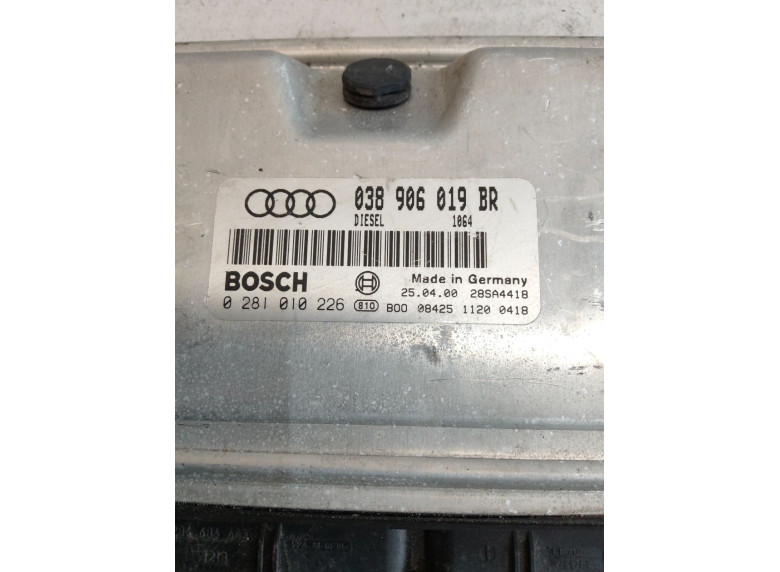 038 906 019 BR
DIESEL 1064
BOSCH Made in Germany
25.04.00 28SA4418
0 281 010 226 810 B00 08425 1120 0418